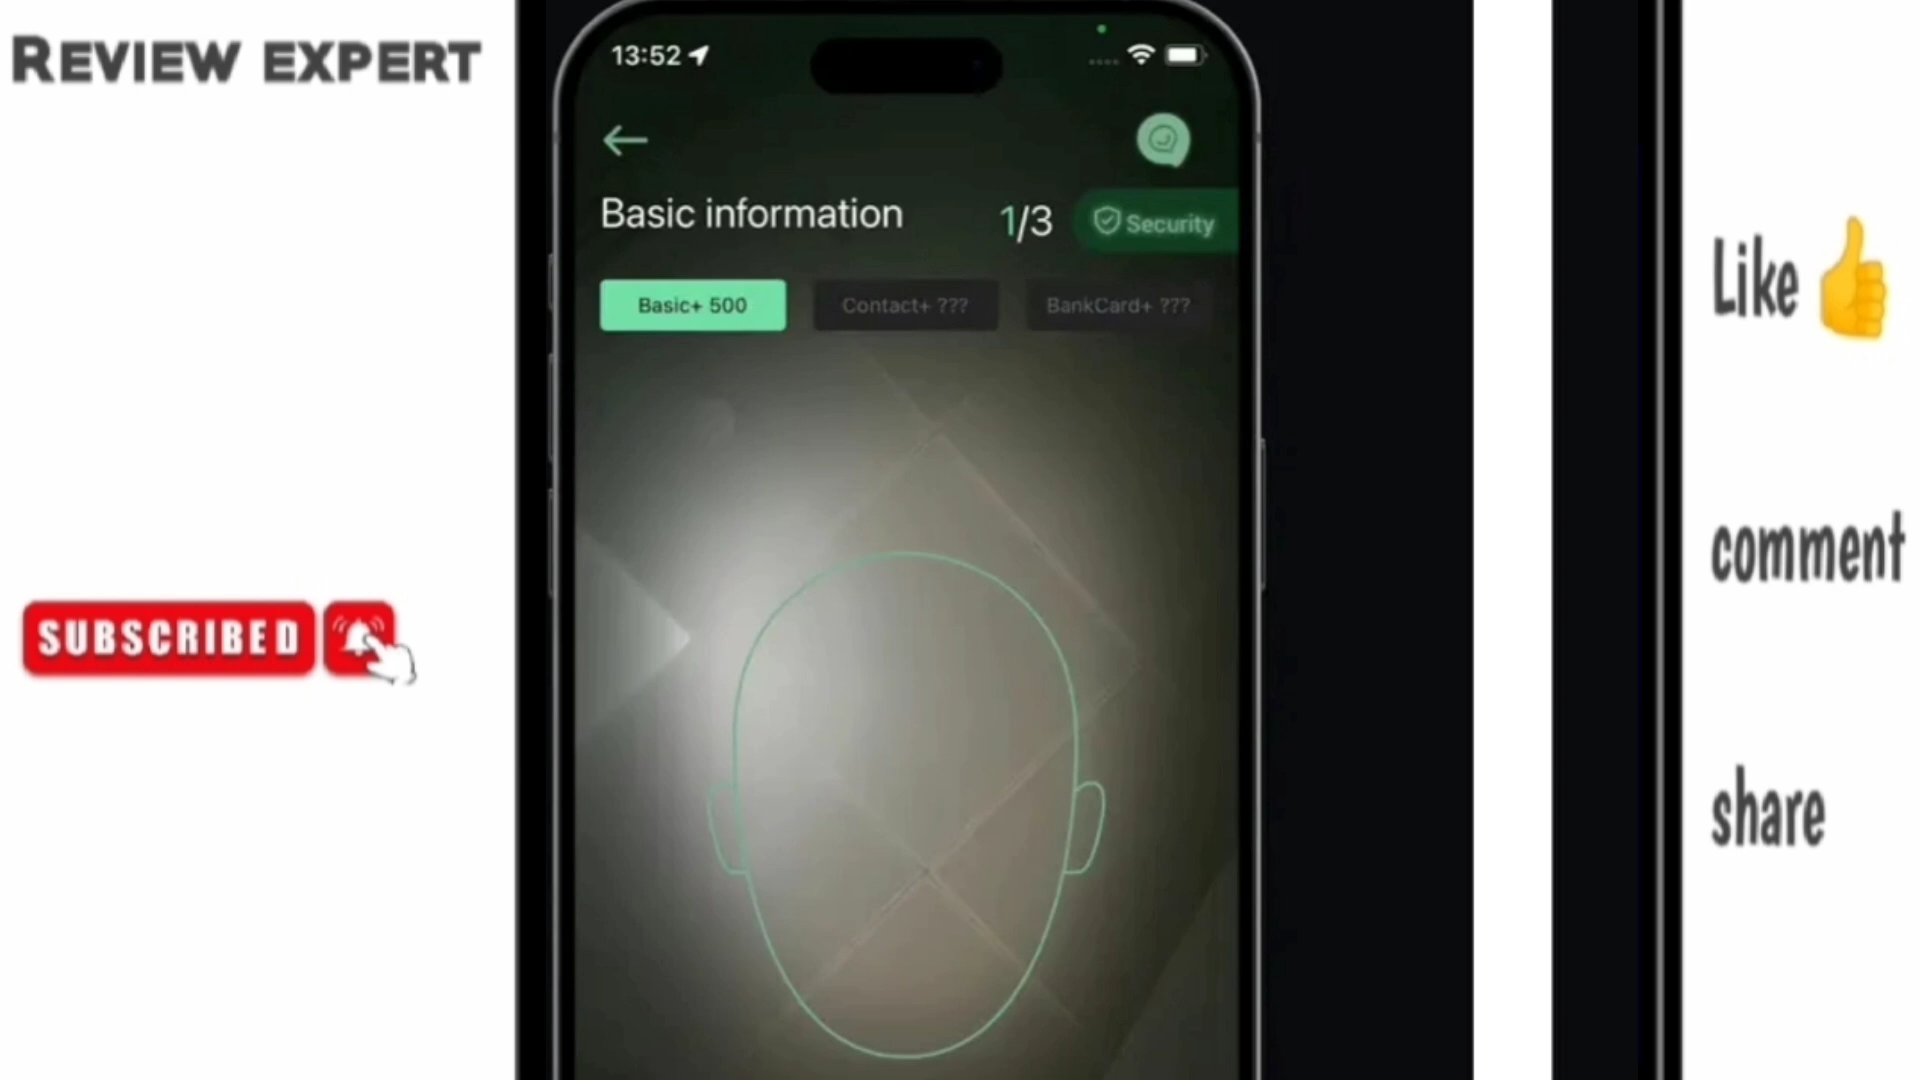 REVIEW EXPERT
13:52
Basic information
1/3
Security
Basic+ 500
Contact+ ???
BankCard+ ???
SUBSCRIBED
Like 👍
comment
share